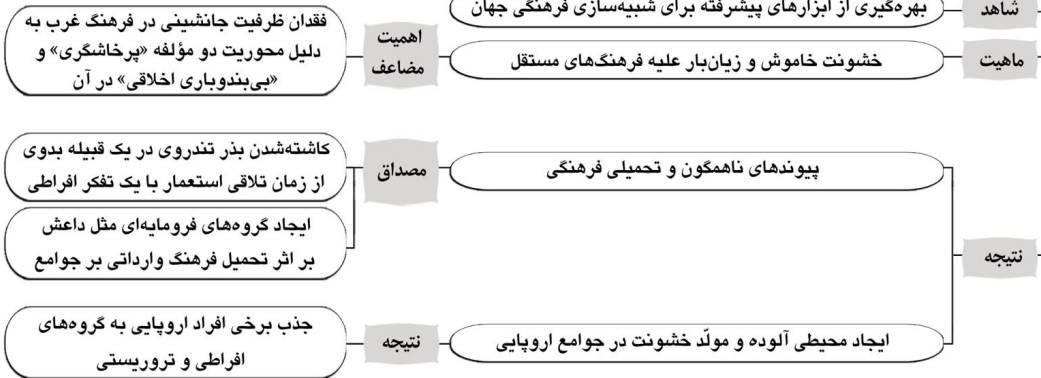 شاهد
بهره‌گیری از ابزارهای پیشرفته برای شبیه‌سازی فرهنگی جهان
ماهیت
خشونت خاموش و زیان‌بار علیه فرهنگ‌های مستقل
اهمیت
مضاعف
فقدان ظرفیت جانشینی در فرهنگ غرب به
دلیل محوریت دو مؤلفه «پرخاشگری» و
«بی‌بندوباری اخلاقی» در آن
نتیجه
پیوندهای ناهمگون و تحمیلی فرهنگی
مصداق
کاشته‌شدن بذر تندروی در یک قبیله بدوی
از زمان تلاقی استعمار با یک تفکر افراطی
ایجاد گروه‌های فرومایه‌ای مثل داعش
بر اثر تحمیل فرهنگ وارداتی بر جوامع
ایجاد محیطی آلوده و مولّد خشونت در جوامع اروپایی
نتیجه
جذب برخی افراد اروپایی به گروه‌های
افراطی و تروریستی